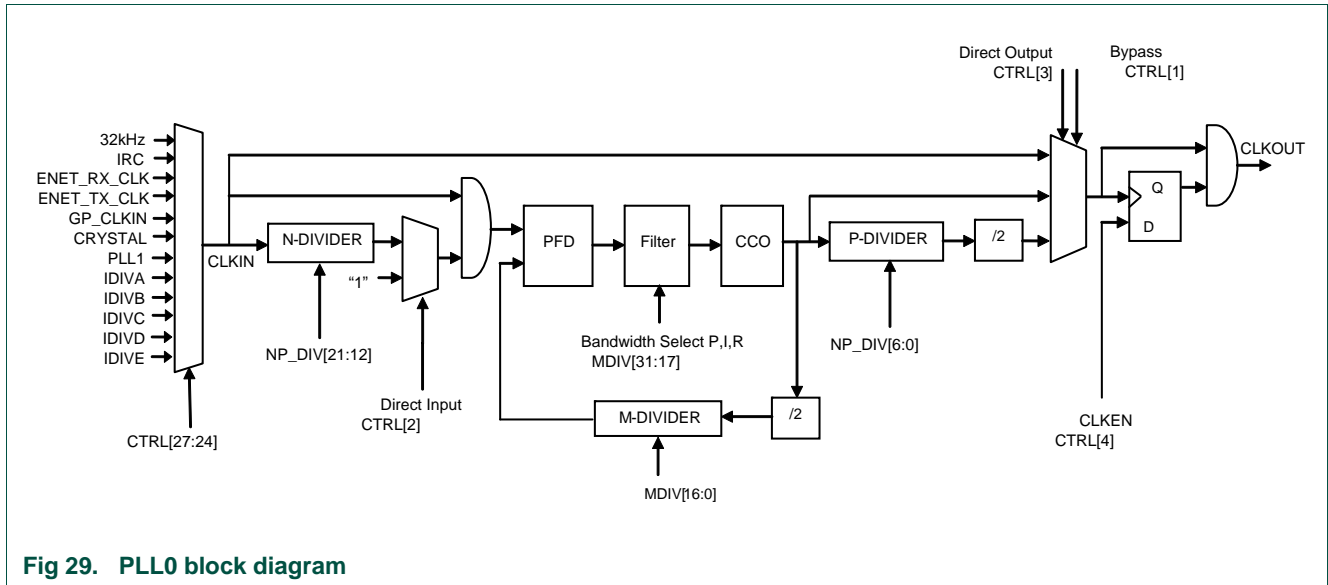 Direct Output
CTRL[3]
Bypass
CTRL[1]
32kHz
IRC
ENET_RX_CLK
ENET_TX_CLK
GP_CLKIN
CRYSTAL
PLL1
IDIVA
IDIVB
IDIVC
IDIVD
IDIVE
CTRL[27:24]
CLKIN
N-DIVIDER
NP_DIV[21:12]
“1”
Direct Input
CTRL[2]
PFD
Filter
Bandwidth Select P,I,R
MDIV[31:17]
CCO
P-DIVIDER
NP_DIV[6:0]
/2
/2
M-DIVIDER
MDIV[16:0]
Q
D
CLKEN
CTRL[4]
CLKOUT
Fig 29. PLL0 block diagram